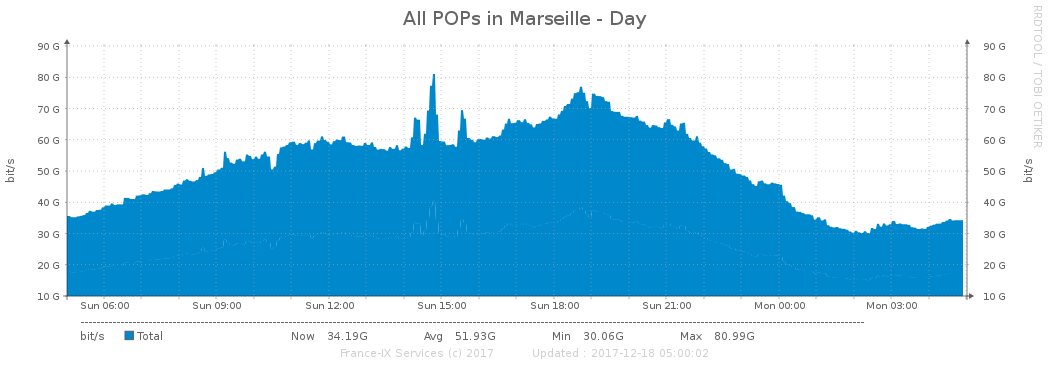 All POPs in Marseille - Day
RRDTOOL / TOBI OETIKER
90 G 90 G
80 G 80 G
70 G 70 G
60 G 60 G
50 G 50 G
40 G 40 G
30 G 30 G
20 G 20 G
10 G 10 G
bit/s bit/s
Sun 06:00 Sun 09:00 Sun 12:00 Sun 15:00 Sun 18:00 Sun 21:00 Mon 00:00 Mon 03:00
bit/s Total Now 34.19G Avg 51.93G Min 30.06G Max 80.99G
France-IX Services (c) 2017 Updated : 2017-12-18 05:00:02